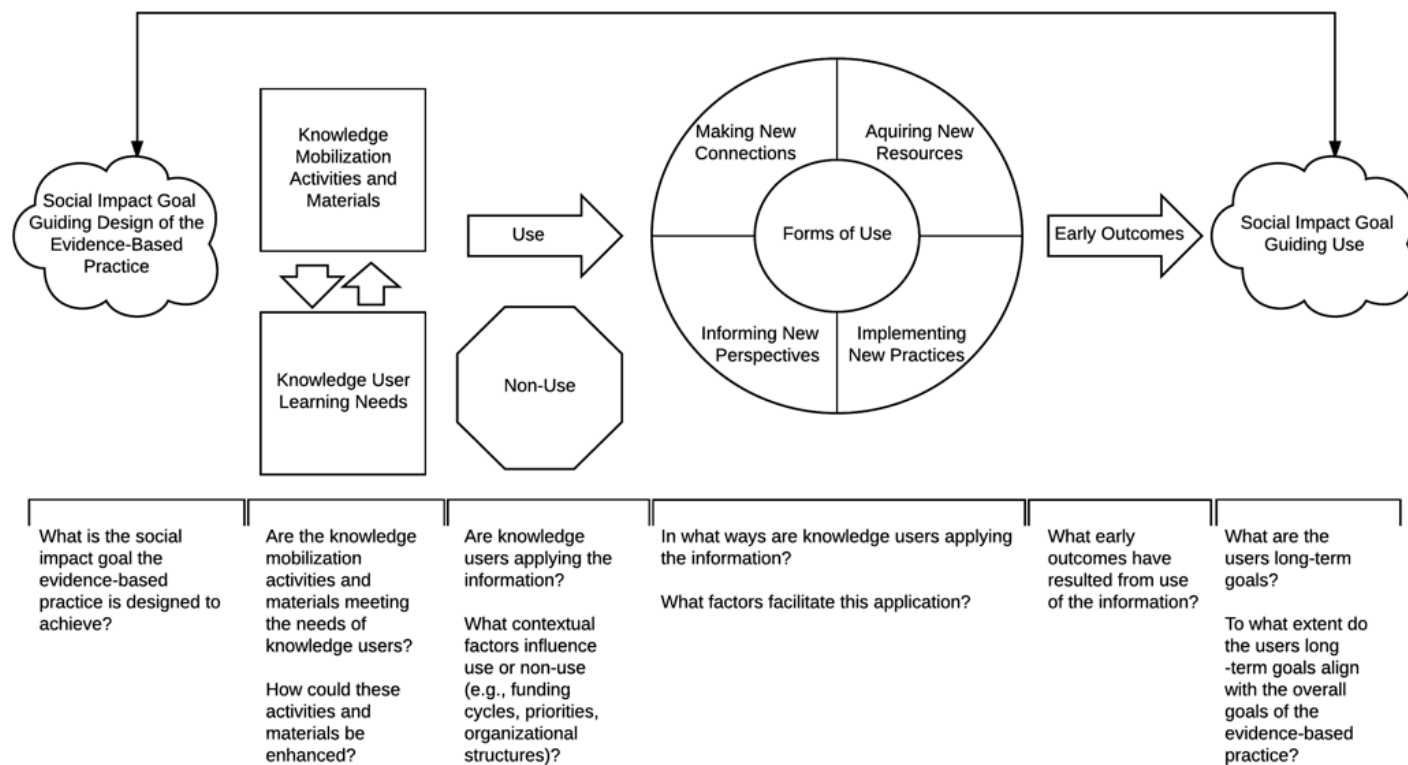 Social Impact Goal
Guiding Design of the
Evidence-Based
Practice
Knowledge
Mobilization
Activities and
Materials
Knowledge User
Learning Needs
Use
Non-Use
Making New
Connections
Aquiring New
Resources
Forms of Use
Informing New
Perspectives
Implementing
New Practices
Early Outcomes
Social Impact Goal
Guiding Use
What is the social
impact goal the
evidence-based
practice is designed to
achieve?
Are the knowledge
mobilization
activities and
materials meeting
the needs of
knowledge users?
How could these
activities and
materials be
enhanced?
Are knowledge
users applying the
information?
What contextual
factors influence
use or non-use
(e.g., funding
cycles, priorities,
organizational
structures)?
In what ways are knowledge users applying
the information?
What factors facilitate this application?
What early
outcomes have
resulted from use
of the information?
What are the
users long-term
goals?
To what extent do
the users long
-term goals align
with the overall
goals of the
evidence-based
practice?